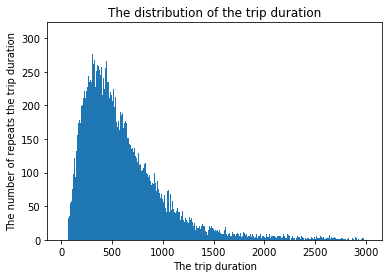 The distribution of the trip duration
The number of repeats the trip duration
300
250
200
150
100
50
0
0 500 1000 1500 2000 2500 3000
The trip duration